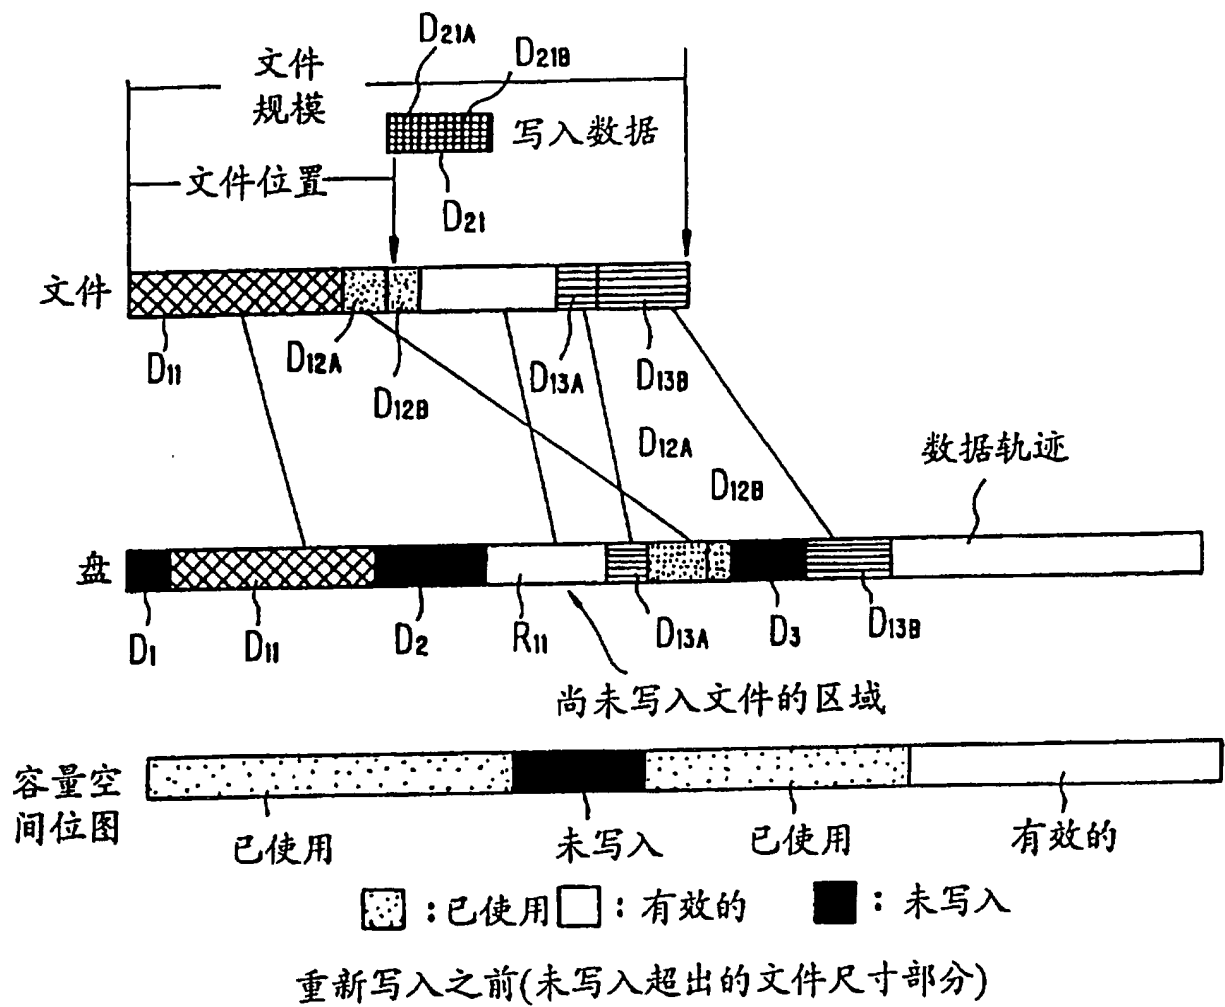 D21A
D21B
文件
规模
写入数据
文件位置
D21
文件
D11
D12A
D12B
D13A
D13B
D12A
D12B
数据轨迹
盘
D1
D11
D2
R11
D13A
D3
D13B
尚未写入文件的区域
容量空
间位图
已使用
未写入
已使用
有效的
:已使用
:有效的
:未写入
重新写入之前(未写入超出的文件尺寸部分)